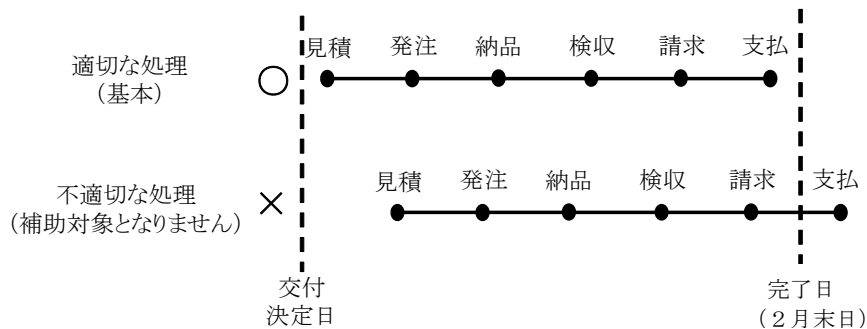 見積 発注 納品 検収 請求 支払
適切な処理
（基本）
○
見積 発注 納品 検収 請求 支払
不適切な処理
（補助対象となりません）
×
交付
決定日
完了日
（２月末日）